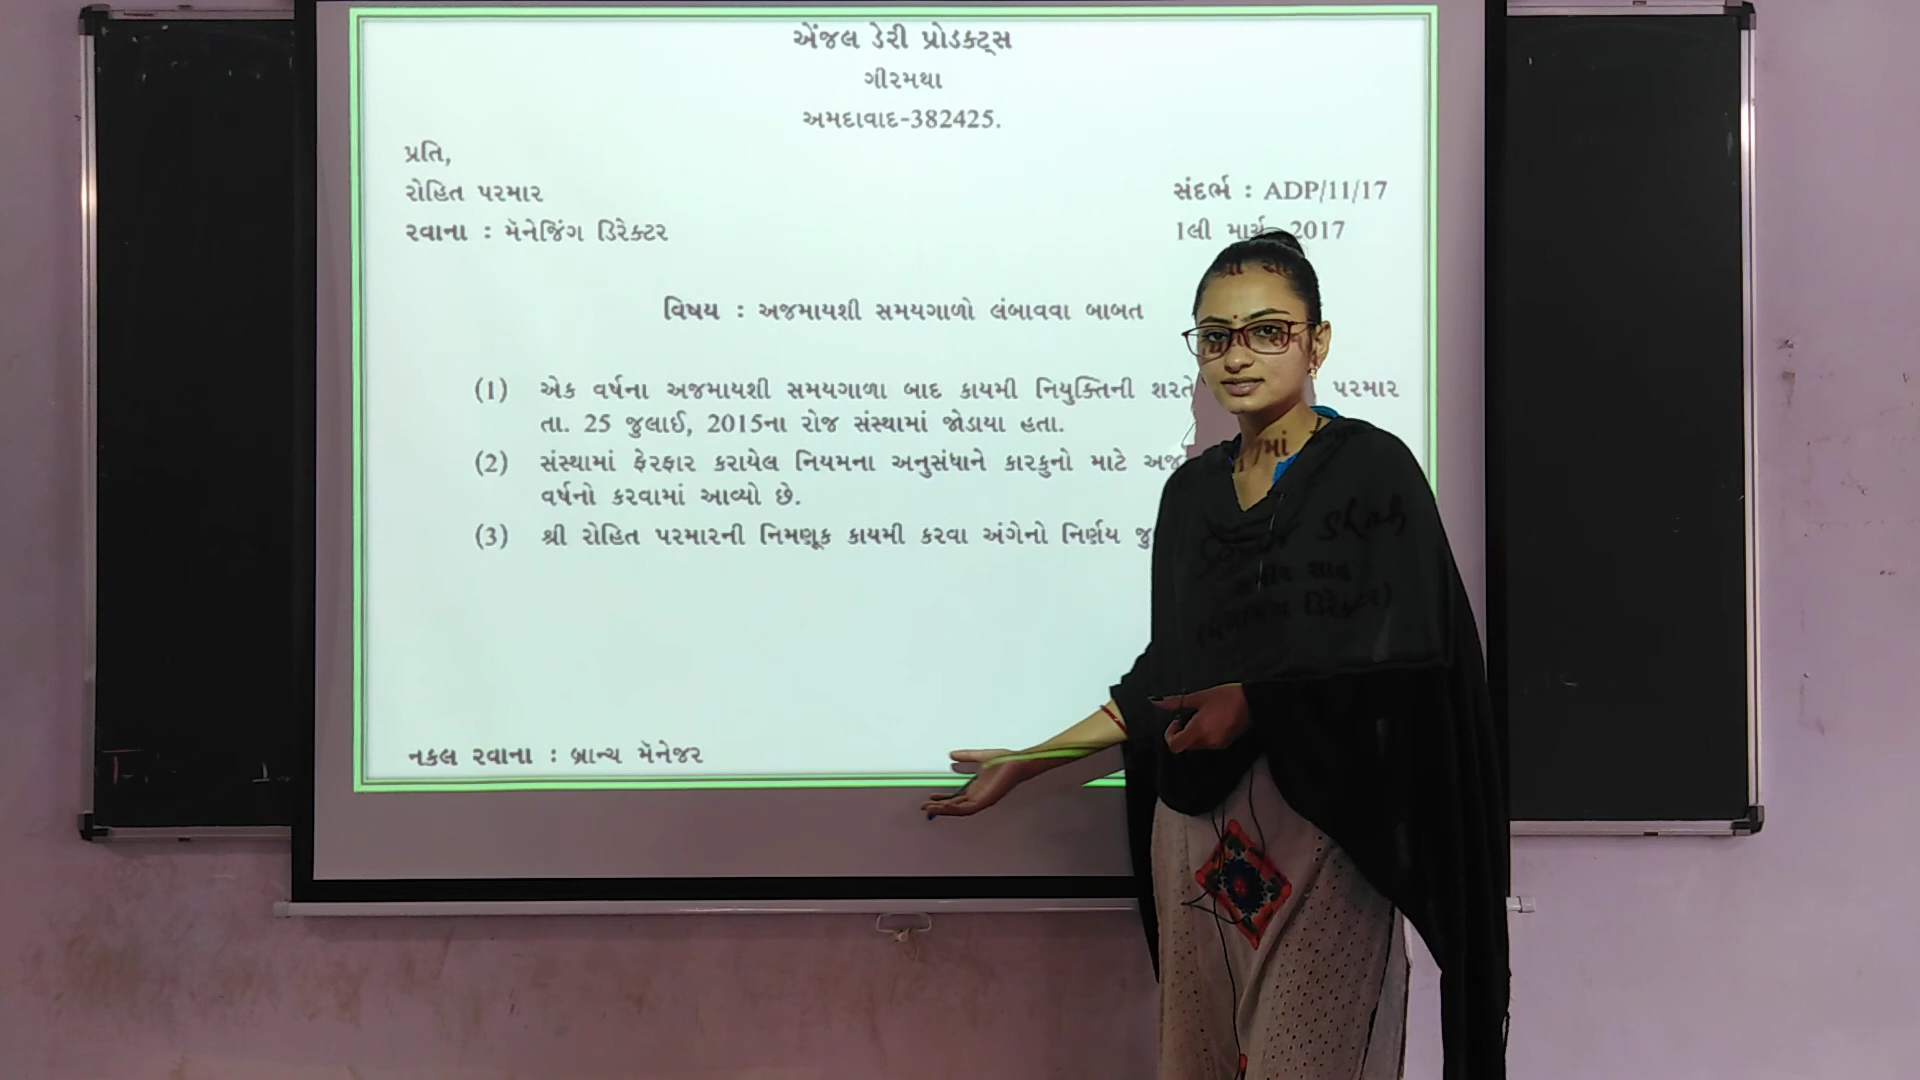 એંજલ ડેરી પ્રોડક્ટ્સ
ગીરમથા
અમદાવાદ-382425.
પ્રતિ,
રોહિત પરમાર
સંદર્ભ : ADP/11/17
રવાના : મૅનેજિંગ ડિરેક્ટર
1લી માર્ચ, 2017
વિષય : અજમાયશી સમયગાળો લંબાવવા બાબત
(1) એક વર્ષના અજમાયશી સમયગાળા બાદ કાયમી નિયુક્તિની શરતે પરમાર
તા. 25 જુલાઈ, 2015ના રોજ સંસ્થામાં જોડાયા હતા.
(2) સંસ્થામાં ફેરફાર કરાયેલ નિયમના અનુસંધાને કારકુનો માટે
વર્ષનો કરવામાં આવ્યો છે.
(3) શ્રી રોહિત પરમારની નિમણૂક કાયમી કરવા અંગેનો નિર્ણય
Shah
શાહ
નકલ રવાના : બ્રાન્ચ મૅનેજર